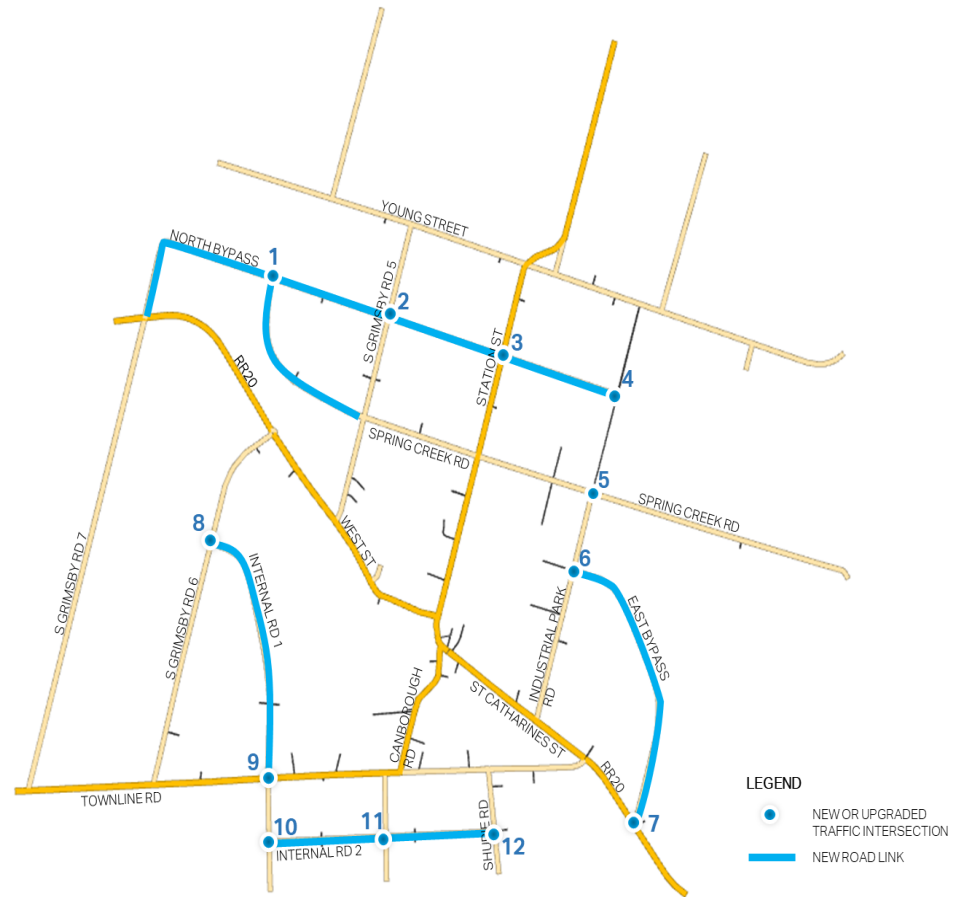 YOUNG STREET
NORTH BYPASS
1
S GRIMSBY RD 5
2
STATION ST
3
4
RR20
SPRING CREEK RD
5
SPRING CREEK RD
8
WEST ST
6
S GRIMSBY RD 7
S GRIMSBY RD 6
INTERNAL RD 1
INDUSTRIAL PARK
RD
EAST BYPASS
CANBOROUGH
RD
ST CATHARINES ST
9
TOWNLINE RD
RR20
10
11
7
INTERNAL RD 2
12
LEGEND
NEW OR UPGRADED
TRAFFIC INTERSECTION
NEW ROAD LINK